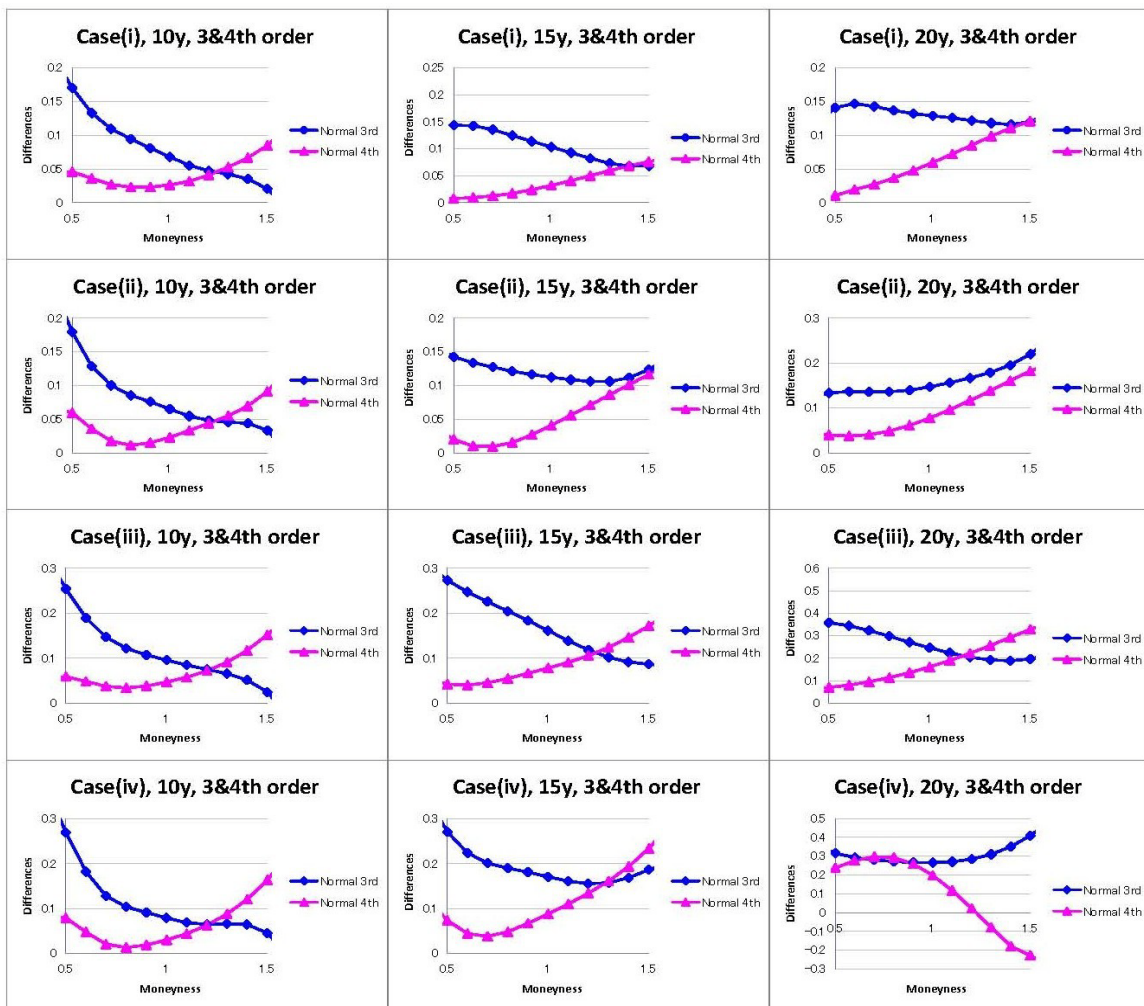 Case(i), 10y, 3&4th order
0.2
0.15
0.1
0.05
0
Differences
0.5
1
1.5
Moneyness
Normal 3rd
Normal 4th
Case(i), 15y, 3&4th order
0.25
0.2
0.15
0.1
0.05
0
Differences
0.5
1
1.5
Moneyness
Normal 3rd
Normal 4th
Case(i), 20y, 3&4th order
0.2
0.15
0.1
0.05
0
Differences
0.5
1
1.5
Moneyness
Normal 3rd
Normal 4th
Case(ii), 10y, 3&4th order
0.2
0.15
0.1
0.05
0
Differences
0.5
1
1.5
Moneyness
Normal 3rd
Normal 4th
Case(ii), 15y, 3&4th order
0.2
0.15
0.1
0.05
0
Differences
0.5
1
1.5
Moneyness
Normal 3rd
Normal 4th
Case(ii), 20y, 3&4th order
0.3
0.2
0.1
0
Differences
0.5
1
1.5
Moneyness
Normal 3rd
Normal 4th
Case(iii), 10y, 3&4th order
0.3
0.2
0.1
0
Differences
0.5
1
1.5
Moneyness
Normal 3rd
Normal 4th
Case(iii), 15y, 3&4th order
0.3
0.2
0.1
0
Differences
0.5
1
1.5
Moneyness
Normal 3rd
Normal 4th
Case(iii), 20y, 3&4th order
0.6
0.5
0.4
0.3
0.2
0.1
0
Differences
0.5
1
1.5
Moneyness
Normal 3rd
Normal 4th
Case(iv), 10y, 3&4th order
0.3
0.2
0.1
0
Differences
0.5
1
1.5
Moneyness
Normal 3rd
Normal 4th
Case(iv), 15y, 3&4th order
0.3
0.2
0.1
0
Differences
0.5
1
1.5
Moneyness
Normal 3rd
Normal 4th
Case(iv), 20y, 3&4th order
0.5
0.4
0.3
0.2
0.1
0
-0.1
-0.2
-0.3
Differences
0.5
1
1.5
Moneyness
Normal 3rd
Normal 4th